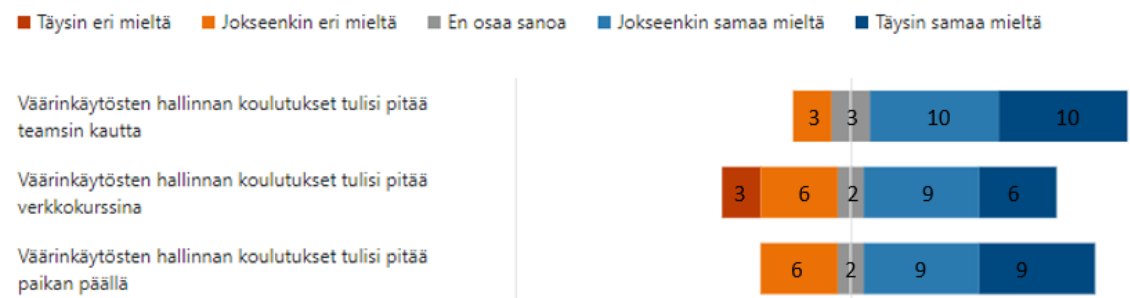 Täysin eri mieltä Jokseenkin eri mieltä En osaa sanoa Jokseenkin samaa mieltä Täysin samaa mieltä
Väärinkäytösten hallinnan koulutukset tulisi pitää
teamsin kautta
3 3 10 10
Väärinkäytösten hallinnan koulutukset tulisi pitää
verkkokurssina
3 6 2 9 6
Väärinkäytösten hallinnan koulutukset tulisi pitää
paikan päällä
6 2 9 9